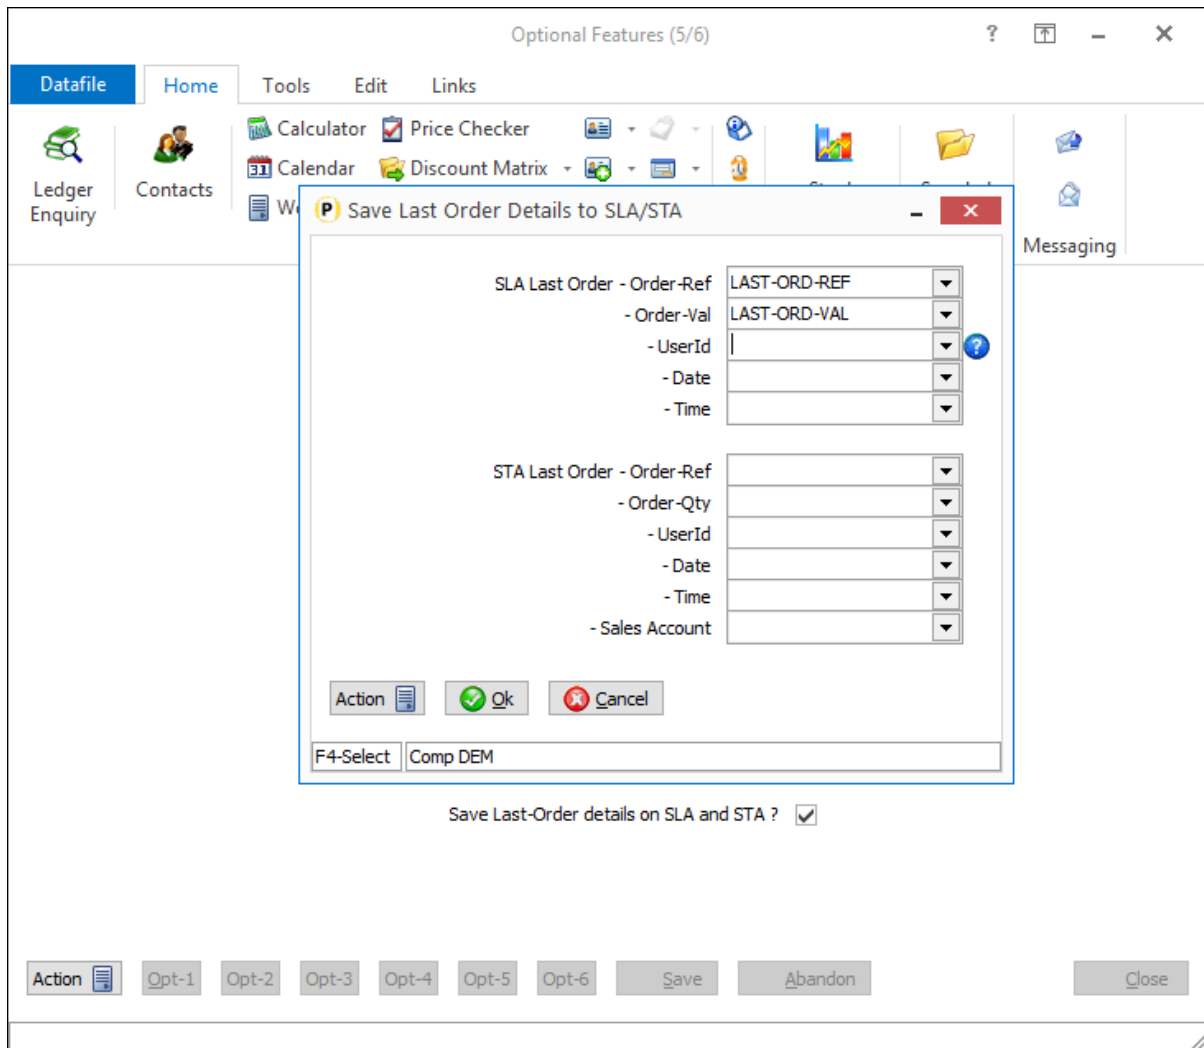 Optional Features (5/6)
?
Datafile Home Tools Edit Links
Calculator Price Checker
31 Calendar Discount Matrix
Ledger Enquiry
Contacts
Messaging
P Save Last Order Details to SLA/STA
SLA Last Order - Order-Ref LAST-ORD-REF
- Order-Val LAST-ORD-VAL
- UserId ?
- Date
- Time
STA Last Order - Order-Ref
- Order-Qty
- UserId
- Date
- Time
- Sales Account
Action Ok Cancel
F4-Select Comp DEM
Save Last-Order details on SLA and STA ?
Action Opt-1 Opt-2 Opt-3 Opt-4 Opt-5 Opt-6 Save Abandon Close